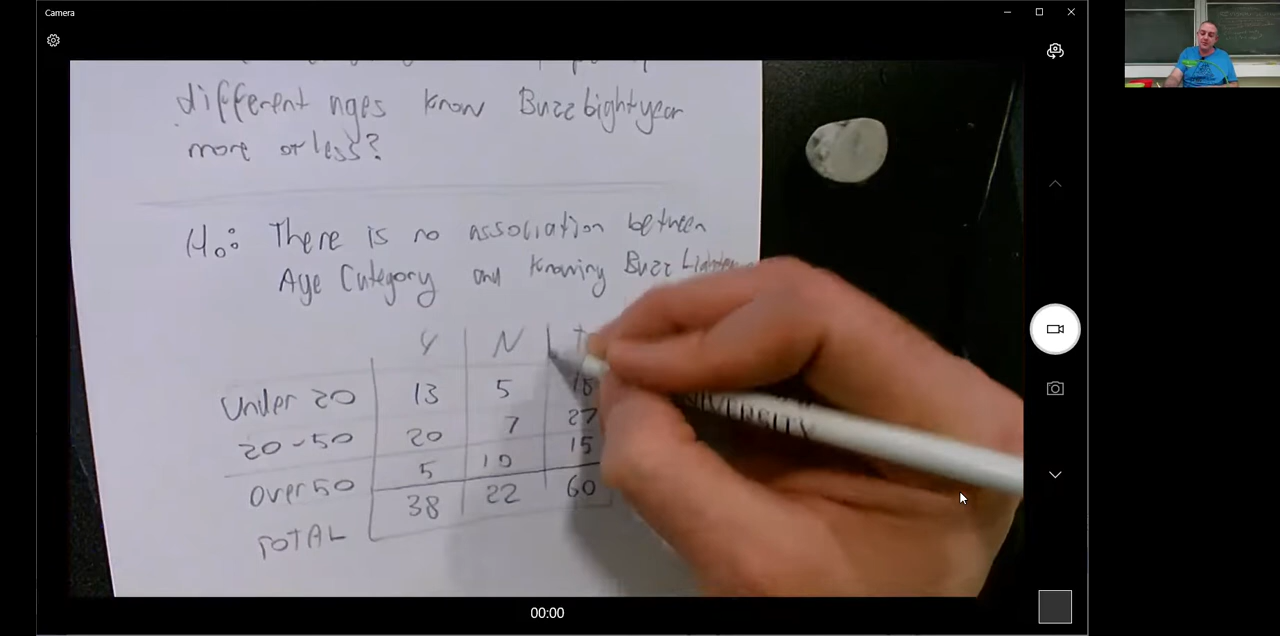 Camera
different ages know Buzz Lightyear
more or less?
Ho: There is no association between
Age Category and Knowing Buzz
Y N
Under 20 13 5 18
20-50 20 7 27
Over 50 5 10 15
TOTAL 38 22 60
UNIVERSITY
00:00